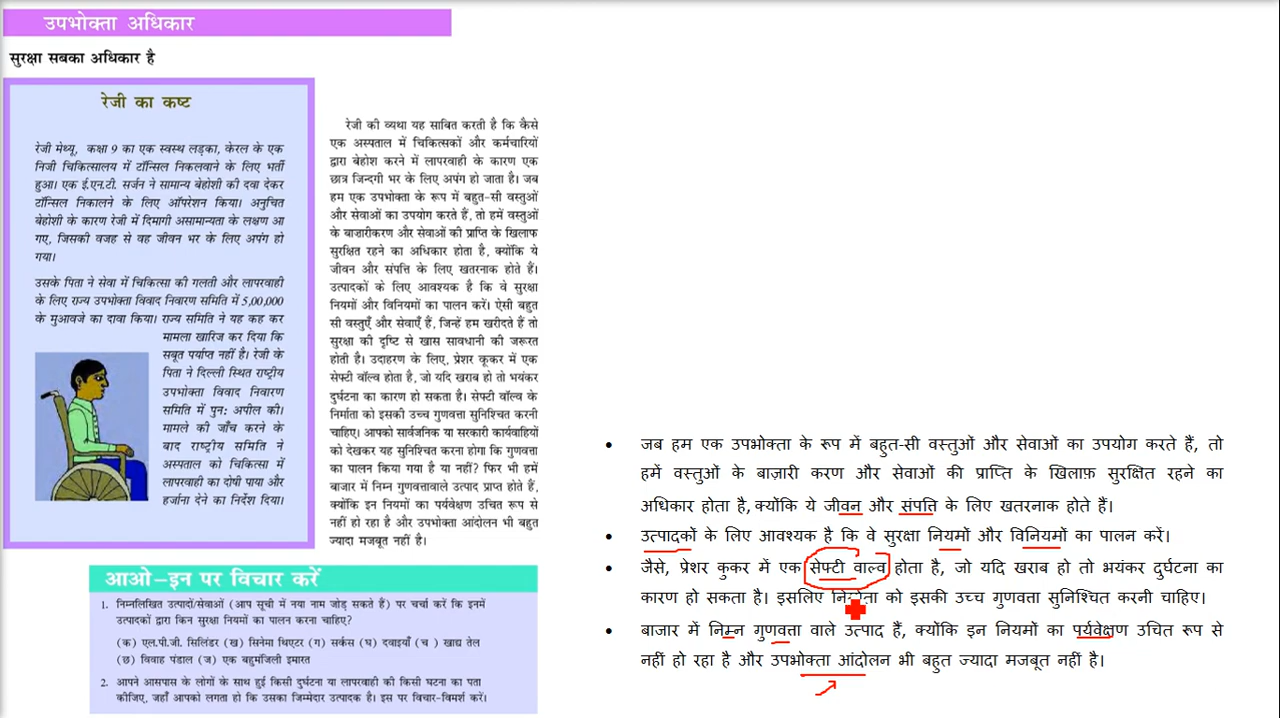 उपभोक्ता अधिकार
सुरक्षा सबका अधिकार है
रेजी का कष्ट
रेजी मेथ्यू, कक्षा 9 का एक स्वस्थ लड़का, केरल के एक
निजी चिकित्सालय में टॉन्सिल निकलवाने के लिए भर्ती
हुआ। एक ई.एन.टी. सर्जन ने सामान्य बेहोशी की दवा देकर
टॉन्सिल निकालने के लिए ऑपरेशन किया। अनुचित
बेहोशी के कारण रेजी में दिमागी असामान्यता के लक्षण आ
गए, जिसकी वजह से वह जीवन भर के लिए अपंग हो
गया।
उसके पिता ने सेवा में चिकित्सा की गलती और लापरवाही
के लिए राज्य उपभोक्ता विवाद निवारण समिति में 5,00,000
के मुआवजे का दावा किया। राज्य समिति ने यह कह कर
मामला खारिज कर दिया कि
सबूत पर्याप्त नहीं है। रेजी के
पिता ने दिल्ली स्थित राष्ट्रीय
उपभोक्ता विवाद निवारण
समिति में पुन: अपील की।
मामले की जाँच करने के
बाद राष्ट्रीय समिति ने
अस्पताल को चिकित्सा में
लापरवाही का दोषी पाया और
हर्जाना देने का निर्देश दिया।
रेजी की व्यथा यह साबित करती है कि कैसे
एक अस्पताल में चिकित्सकों और कर्मचारियों
द्वारा बेहोश करने में लापरवाही के कारण एक
छात्र जिन्दगी भर के लिए अपंग हो जाता है। जब
हम एक उपभोक्ता के रूप में बहुत-सी वस्तुओं
और सेवाओं का उपयोग करते हैं, तो हमें वस्तुओं
के बाजारीकरण और सेवाओं की प्राप्ति के खिलाफ
सुरक्षित रहने का अधिकार होता है, क्योंकि ये
जीवन और संपत्ति के लिए खतरनाक होते हैं।
उत्पादकों के लिए आवश्यक है कि वे सुरक्षा
नियमों और विनियमों का पालन करें। ऐसी बहुत
सी वस्तुएँ और सेवाएँ हैं, जिन्हें हम खरीदते हैं तो
सुरक्षा की दृष्टि से खास सावधानी की जरूरत
होती है। उदाहरण के लिए, प्रेशर कूकर में एक
सेफ्टी वॉल्व होता है, जो यदि खराब हो तो भयंकर
दुर्घटना का कारण हो सकता है। सेफ्टी वॉल्व के
निर्माता को इसकी उच्च गुणवत्ता सुनिश्चित करनी
चाहिए। आपको सार्वजनिक या सरकारी कार्यवाहियों
को देखकर यह सुनिश्चित करना होगा कि गुणवत्ता
का पालन किया गया है या नहीं? फिर भी हमें
बाजार में निम्न गुणवत्तावाले उत्पाद प्राप्त होते हैं,
क्योंकि इन नियमों का पर्यवेक्षण उचित रूप से
नहीं हो रहा है और उपभोक्ता आंदोलन भी बहुत
ज्यादा मजबूत नहीं है।
आओ-इन पर विचार करें
1. निम्नलिखित उत्पादों/सेवाओं (आप सूची में नया नाम जोड़ सकते हैं) पर चर्चा करें कि इनमें
उत्पादकों द्वारा किन सुरक्षा नियमों का पालन करना चाहिए?
(क) एल.पी.जी. सिलिंडर (ख) सिनेमा थिएटर (ग) सर्कस (घ) दवाइयाँ (च ) खाद्य तेल
(छ) विवाह पंडाल (ज) एक बहुमंजिली इमारत
2. आपने आसपास के लोगों के साथ हुई किसी दुर्घटना या लापरवाही की किसी घटना का पता
कीजिए, जहाँ आपको लगता हो कि उसका जिम्मेदार उत्पादक है। इस पर विचार-विमर्श करें।
• जब हम एक उपभोक्ता के रूप में बहुत-सी वस्तुओं और सेवाओं का उपयोग करते हैं, तो
हमें वस्तुओं के बाज़ारी करण और सेवाओं की प्राप्ति के खिलाफ़ सुरक्षित रहने का
अधिकार होता है, क्योंकि ये जीवन और संपत्ति के लिए खतरनाक होते हैं।
• उत्पादकों के लिए आवश्यक है कि वे सुरक्षा नियमों और विनियमों का पालन करें।
• जैसे, प्रेशर कुकर में एक सेफ्टी वाल्व होता है, जो यदि खराब हो तो भयंकर दुर्घटना का
कारण हो सकता है। इसलिए को इसकी उच्च गुणवत्ता सुनिश्चित करनी चाहिए।
• बाजार में निम्न गुणवत्ता वाले उत्पाद हैं, क्योंकि इन नियमों का पर्यवेक्षण उचित रूप से
नहीं हो रहा है और उपभोक्ता आंदोलन भी बहुत ज्यादा मजबूत नहीं है।